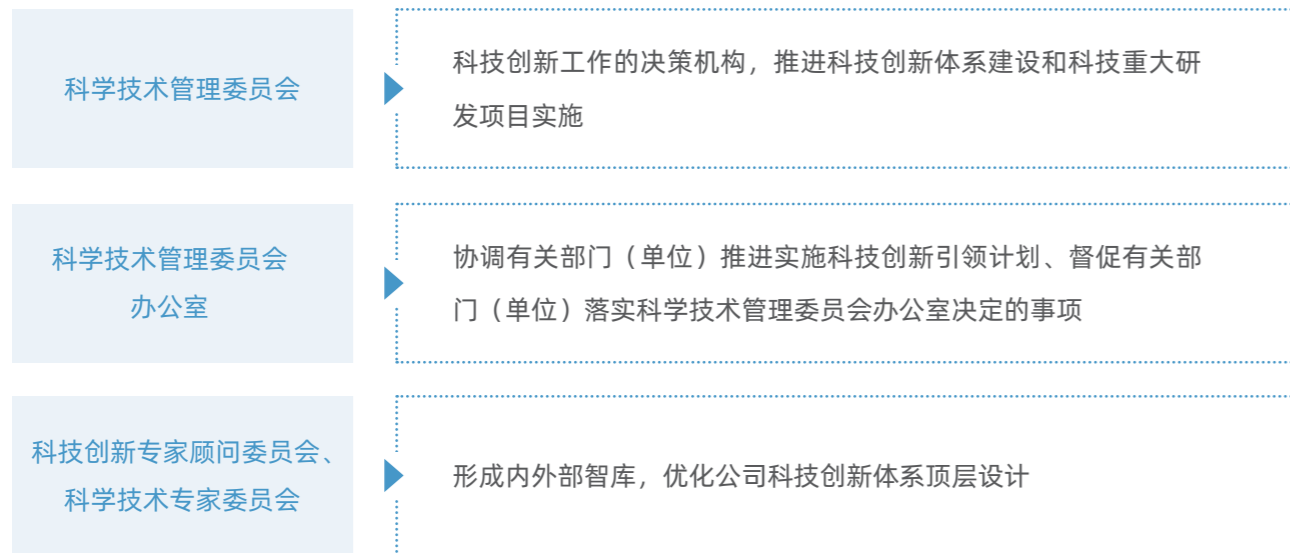 科学技术管理委员会
科技创新工作的决策机构，推进科技创新体系建设和科技重大研
发项目实施
科学技术管理委员会
办公室
协调有关部门（单位）推进实施科技创新引领计划、督促有关部
门（单位）落实科学技术管理委员会办公室决定的事项
科技创新专家顾问委员会、
科学技术专家委员会
形成内外部智库，优化公司科技创新体系顶层设计